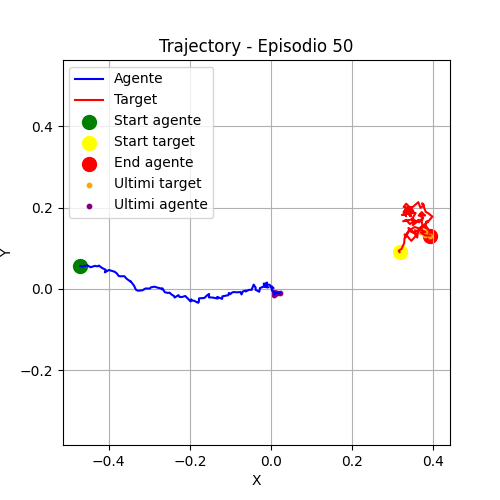 Trajectory - Episodio 50
Agente
Target
Start agente
Start target
End agente
Ultimi target
Ultimi agente
0.4
0.2
0.0
−0.2
Y
−0.4
−0.2
0.0
0.2
0.4
X